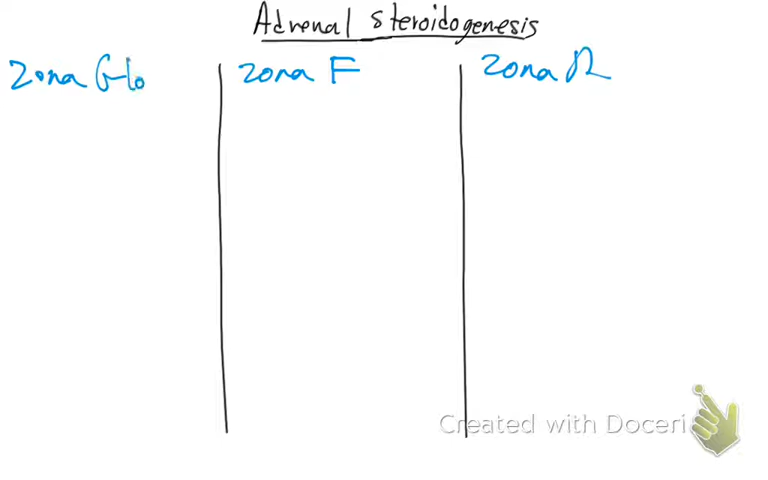 Adrenal steroidogenesis
Zona Glo
Zona F
Zona R
Created with Doceri